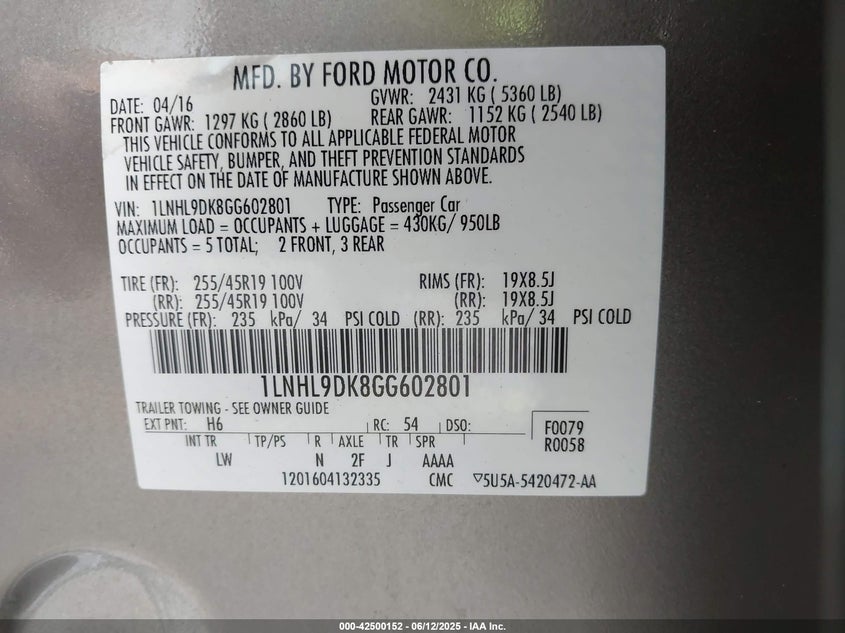 MFD. BY FORD MOTOR CO.
DATE: 04/16 GVWR: 2431 KG ( 5360 LB)
FRONT GAWR: 1297 KG ( 2860 LB) REAR GAWR: 1152 KG ( 2540 LB)
THIS VEHICLE CONFORMS TO ALL APPLICABLE FEDERAL MOTOR
VEHICLE SAFETY, BUMPER, AND THEFT PREVENTION STANDARDS
IN EFFECT ON THE DATE OF MANUFACTURE SHOWN ABOVE.
VIN: 1LNHL9DK8GG602801 TYPE: Passenger Car
MAXIMUM LOAD = OCCUPANTS + LUGGAGE = 430KG/ 950LB
OCCUPANTS = 5 TOTAL; 2 FRONT, 3 REAR
TIRE (FR): 255/45R19 100V RIMS (FR): 19X8.5J
(RR): 255/45R19 100V (RR): 19X8.5J
PRESSURE (FR): 235 kPa/ 34 PSI COLD (RR): 235 kPa/ 34 PSI COLD
1LNHL9DK8GG602801
TRAILER TOWING - SEE OWNER GUIDE
EXT PNT: H6 RC: 54 DSO: F0079
INT TR TP/PS R AXLE TR SPR R0058
LW N 2F J AAAA
1201604132335 CMC ▽5U5A-5420472-AA
000-42500152 - 06/12/2025 - IAA Inc.